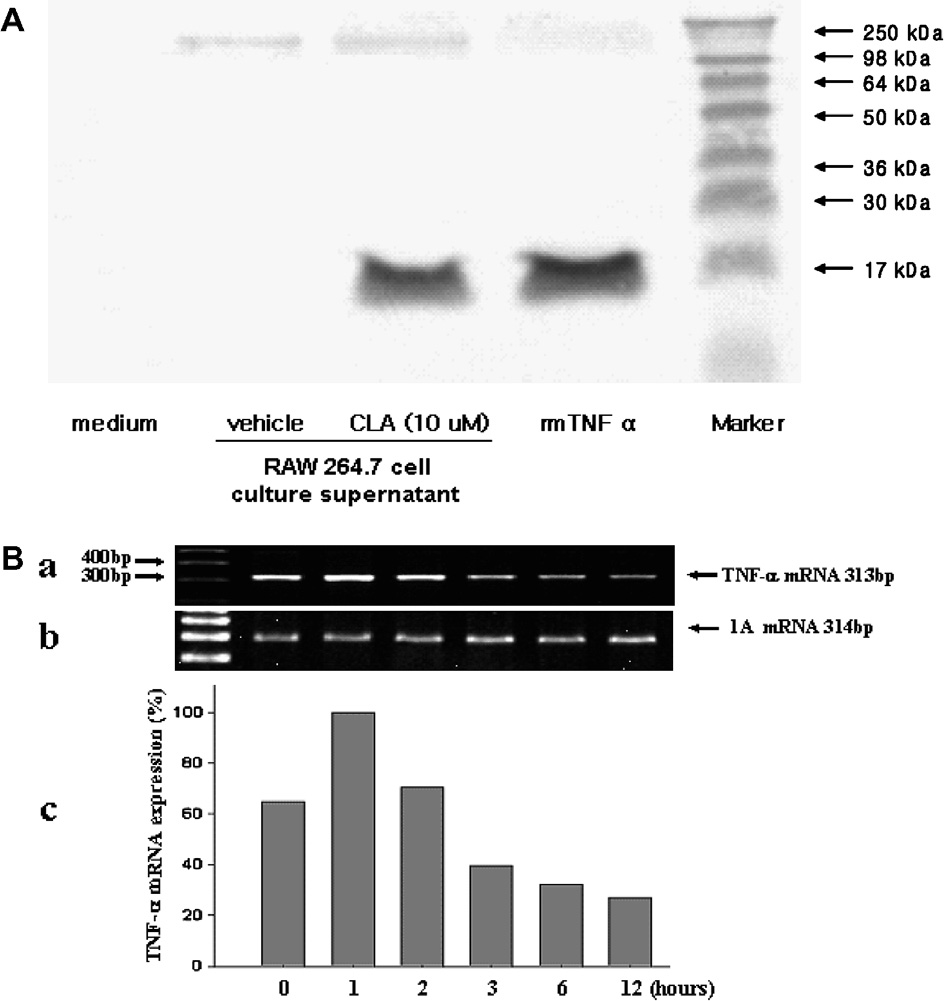 A
250 kDa
98 kDa
64 kDa
50 kDa
36 kDa
30 kDa
17 kDa
medium vehicle CLA (10 uM) rmTNF α Marker
RAW 264.7 cell
culture supernatant
B
a
400bp
300bp
TNF-α mRNA 313bp
b
1A mRNA 314bp
c
TNF-α mRNA expression (%)
100
80
60
40
20
0
0 1 2 3 6 12 (hours)